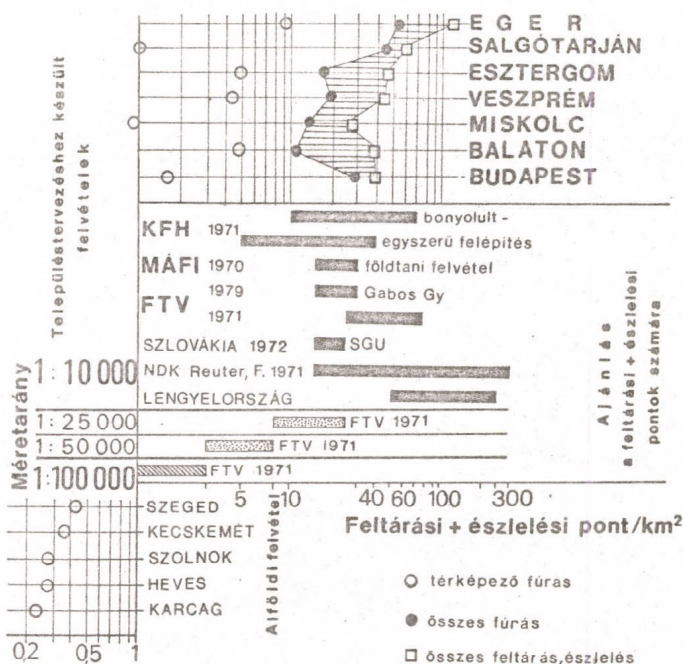 Településtervezéshez készült
felvételek
EGER
SALGÓTARJÁN
ESZTERGOM
VESZPRÉM
MISKOLC
BALATON
BUDAPEST
KFH 1971
bonyolult -
egyszerű felépítés
MÁFI 1970 földtani felvétel
FTV 1979 Gabos Gy
1971
SZLOVÁKIA 1972 SGU
NDK Reuter, F. 1971
LENGYELORSZÁG
Méretarány
1:10 000
1:25 000 FTV 1971
1:50 000 FTV 1971
1:100 000 FTV 1971
Ajánlás
a feltárási + észlelési
pontok számára
5 10 40 60 100 300
Feltárási + észlelési pont/km²
SZEGED
KECSKEMÉT
SZOLNOK
HEVES
KARCAG
Alföldi felvétel
0,2 0,5 1
térképező fúras
összes fúrás
összes feltárás,észlelés